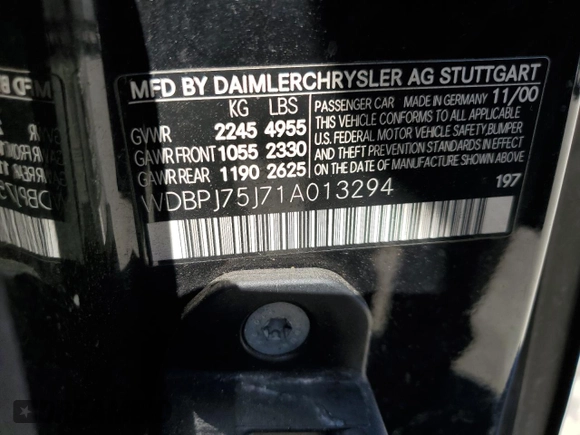 MFD BY DAIMLERCHRYSLER AG STUTTGART
KG LBS
GVWR 2245 4955
GAWR FRONT 1055 2330
GAWR REAR 1190 2625
PASSENGER CAR MADE IN GERMANY 11/00
THIS VEHICLE CONFORMS TO ALL APPLICABLE
U.S. FEDERAL MOTOR VEHICLE SAFETY, BUMPER
AND THEFT PREVENTION STANDARDS IN EFFECT
ON THE DATE OF MANUFACTURE SHOWN ABOVE
WDBPJ75J71A013294
197